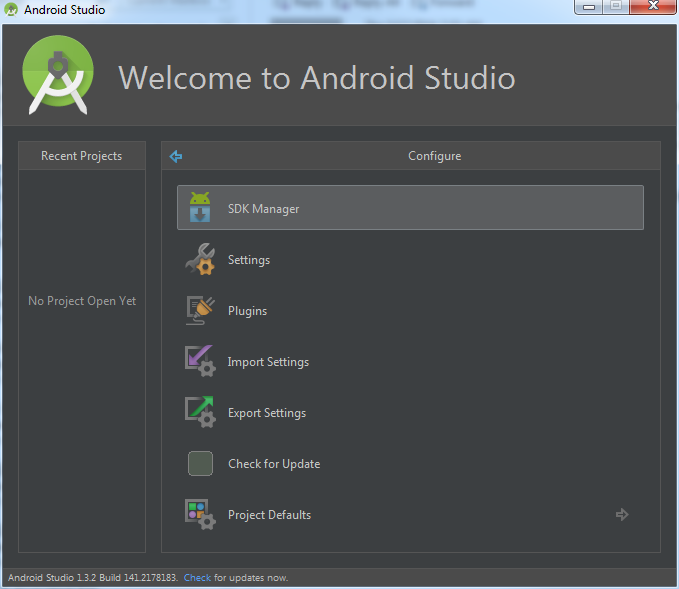 Android Studio
Welcome to Android Studio
Recent Projects
Configure
No Project Open Yet
SDK Manager
Settings
Plugins
Import Settings
Export Settings
Check for Update
Project Defaults
Android Studio 1.3.2 Build 141.2178183. Check for updates now.